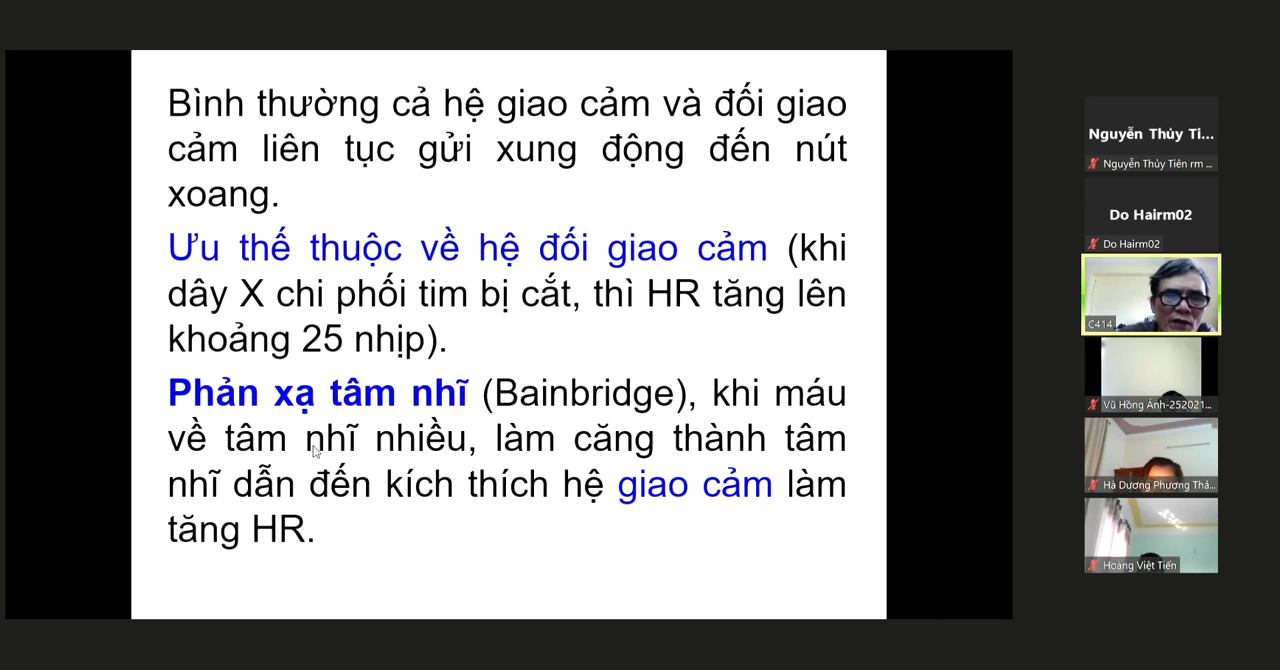 Bình thường cả hệ giao cảm và đối giao
cảm liên tục gửi xung động đến nút
xoang.
Ưu thế thuộc về hệ đối giao cảm (khi
dây X chi phối tim bị cắt, thì HR tăng lên
khoảng 25 nhịp).
Phản xạ tâm nhĩ (Bainbridge), khi máu
về tâm nhĩ nhiều, làm căng thành tâm
nhĩ dẫn đến kích thích hệ giao cảm làm
tăng HR.
Nguyễn Thủy Ti...
Nguyễn Thủy Tiên rm ...
Do Hairm02
Do Hairm02
C414
Vũ Hồng Ánh-252021...
Hà Dương Phương Thả...
Hoàng Việt Tiến